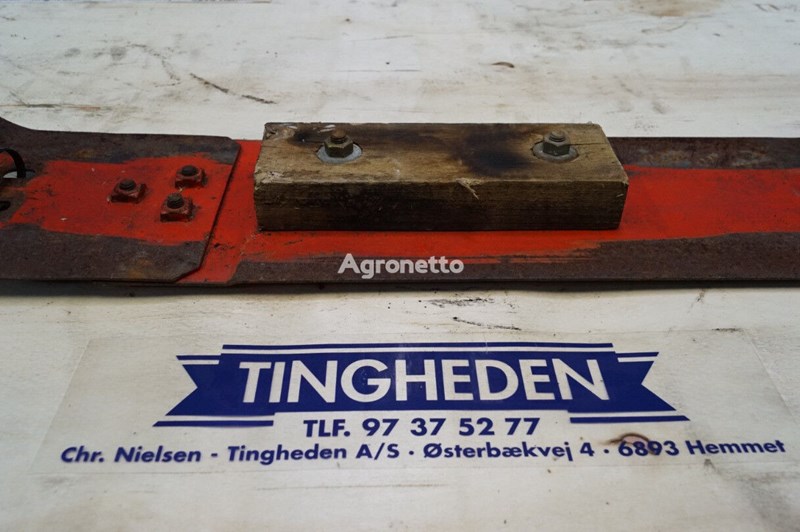 Agronetto
TINGHEDEN
TLF. 97 37 52 77
Chr. Nielsen - Tingheden A/S · Østerbækvej 4 · 6893 Hemmet